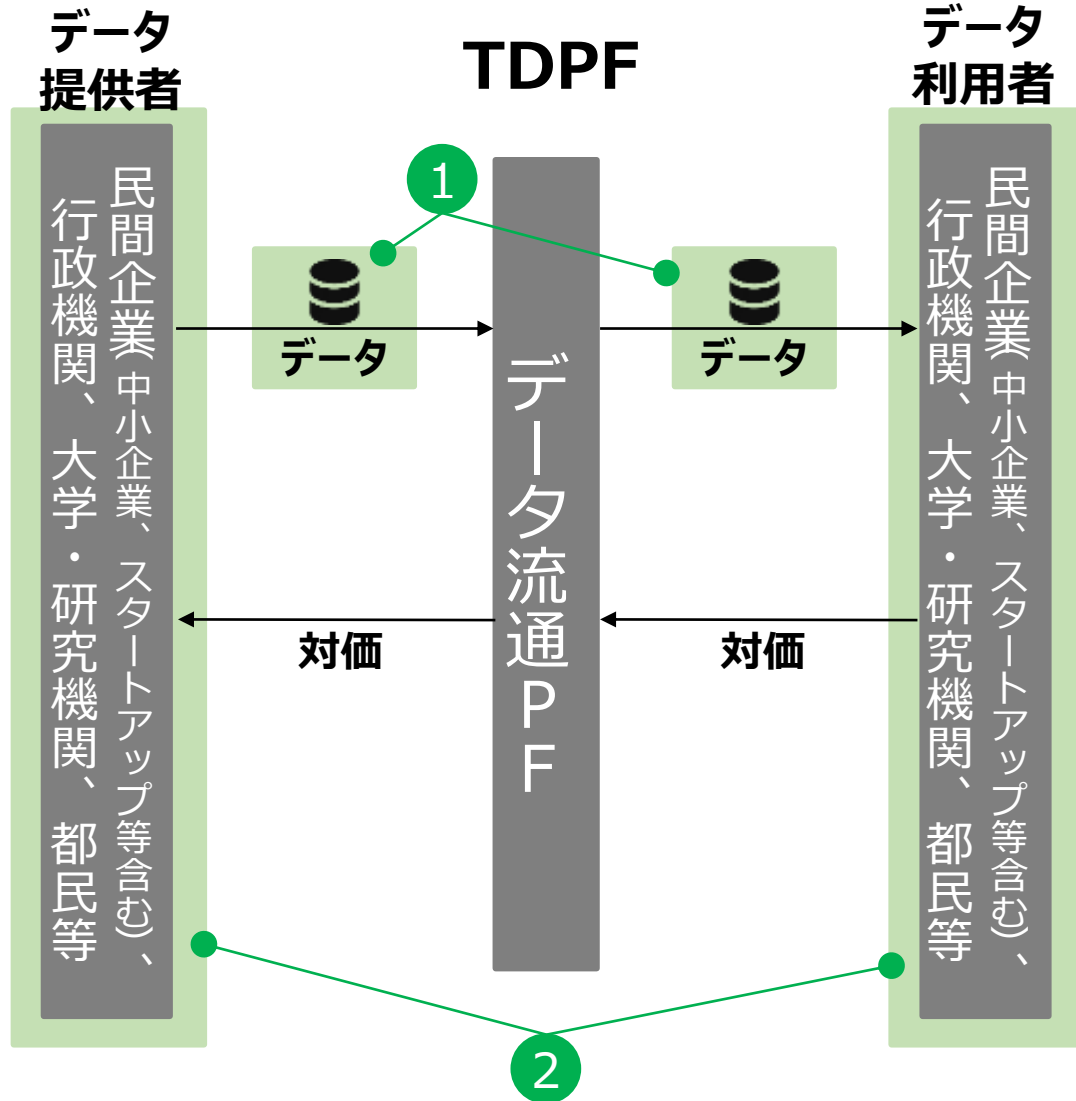 データ
提供者
TDPF
データ
利用者
1
民間企業(中小企業、スタートアップ等含む)、
行政機関、大学・研究機関、都民等
データ
データ流通PF
データ
民間企業(中小企業、スタートアップ等含む)、
行政機関、大学・研究機関、都民等
対価
対価
2